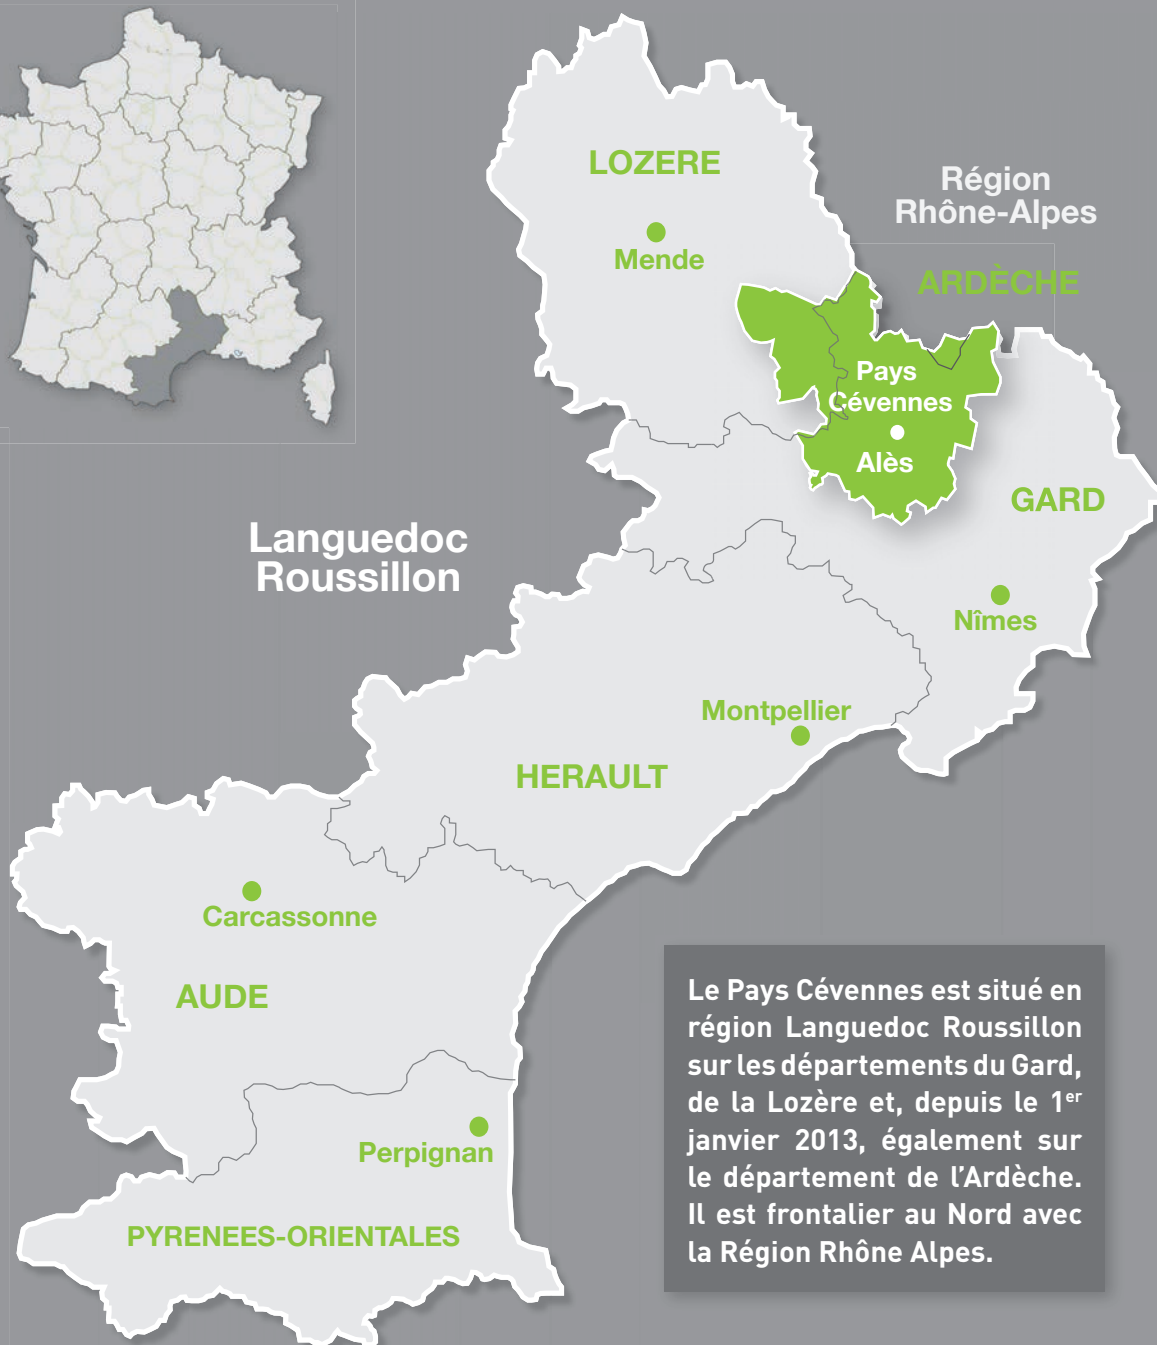 LOZERE
Mende
Région
Rhône-Alpes
ARDÈCHE
Pays
Cévennes
Alès
GARD
Nîmes
Languedoc
Roussillon
Montpellier
HERAULT
Carcassonne
AUDE
Perpignan
PYRENEES-ORIENTALES
Le Pays Cévennes est situé en
région Languedoc Roussillon
sur les départements du Gard,
de la Lozère et, depuis le 1er
janvier 2013, également sur
le département de l’Ardèche.
Il est frontalier au Nord avec
la Région Rhône Alpes.